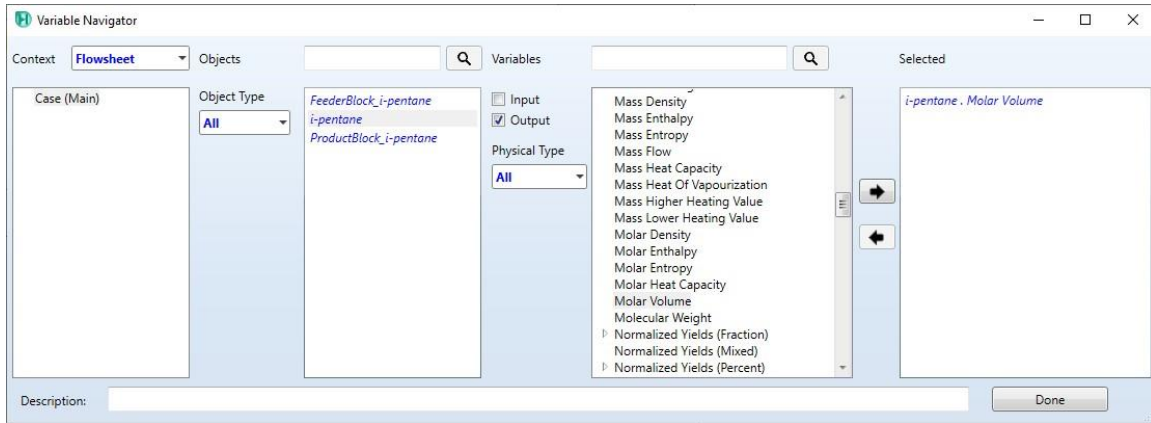 Variable Navigator
Context Flowsheet Objects Variables Selected
Case (Main)
Object Type
All
FeederBlock_i-pentane
i-pentane
ProductBlock_i-pentane
Input
Output
Physical Type
All
Mass Density
Mass Enthalpy
Mass Entropy
Mass Flow
Mass Heat Capacity
Mass Heat Of Vapourization
Mass Higher Heating Value
Mass Lower Heating Value
Molar Density
Molar Enthalpy
Molar Entropy
Molar Heat Capacity
Molar Volume
Molecular Weight
Normalized Yields (Fraction)
Normalized Yields (Mixed)
Normalized Yields (Percent)
i-pentane . Molar Volume
Description:
Done